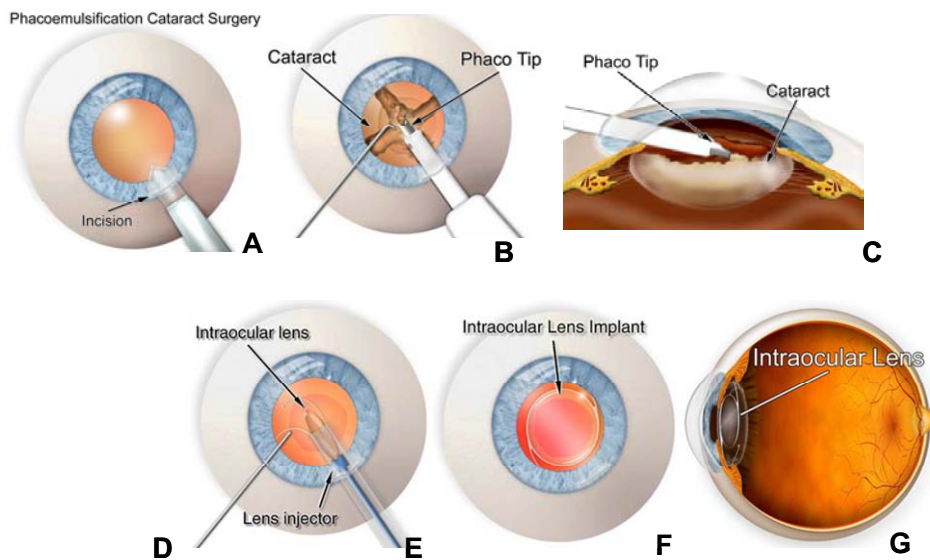 Phacoemulsification Cataract Surgery
Incision
A
Cataract
Phaco Tip
B
Phaco Tip
Cataract
C
Intraocular lens
Lens injector
D
E
Intraocular Lens Implant
F
Intraocular Lens
G